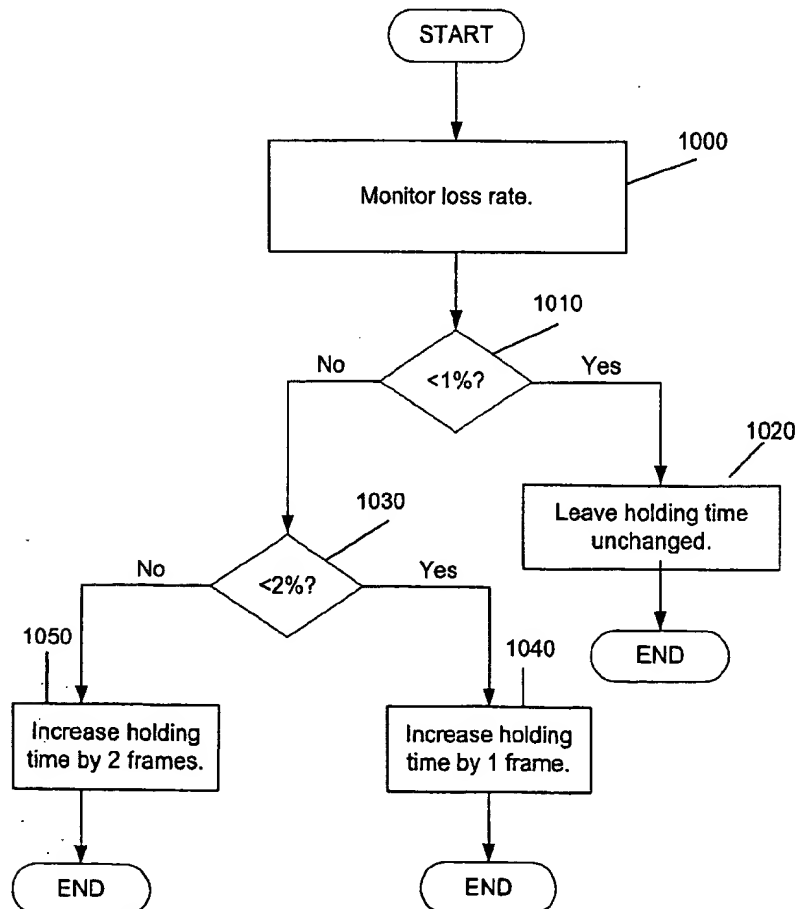 START
1000
Monitor loss rate.
1010
No
<1%?
Yes
1020
Leave holding time
unchanged.
1030
No
<2%?
Yes
END
1050
1040
Increase holding
time by 2 frames.
Increase holding
time by 1 frame.
END
END